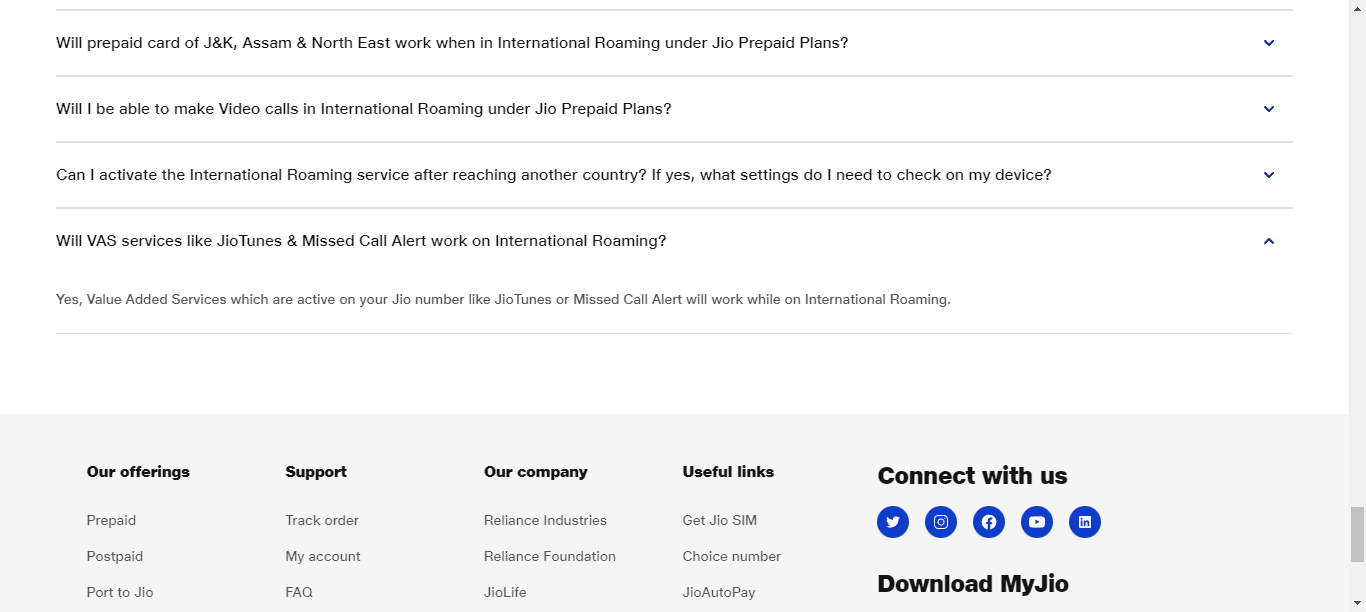 Will prepaid card of J&K, Assam & North East work when in International Roaming under Jio Prepaid Plans?
Will I be able to make Video calls in International Roaming under Jio Prepaid Plans?
Can I activate the International Roaming service after reaching another country? If yes, what settings do I need to check on my device?
Will VAS services like JioTunes & Missed Call Alert work on International Roaming?
Yes, Value Added Services which are active on your Jio number like JioTunes or Missed Call Alert will work while on International Roaming.
Our offerings
Prepaid
Postpaid
Port to Jio
Support
Track order
My account
FAQ
Our company
Reliance Industries
Reliance Foundation
JioLife
Useful links
Get Jio SIM
Choice number
JioAutoPay
Connect with us
Download MyJio